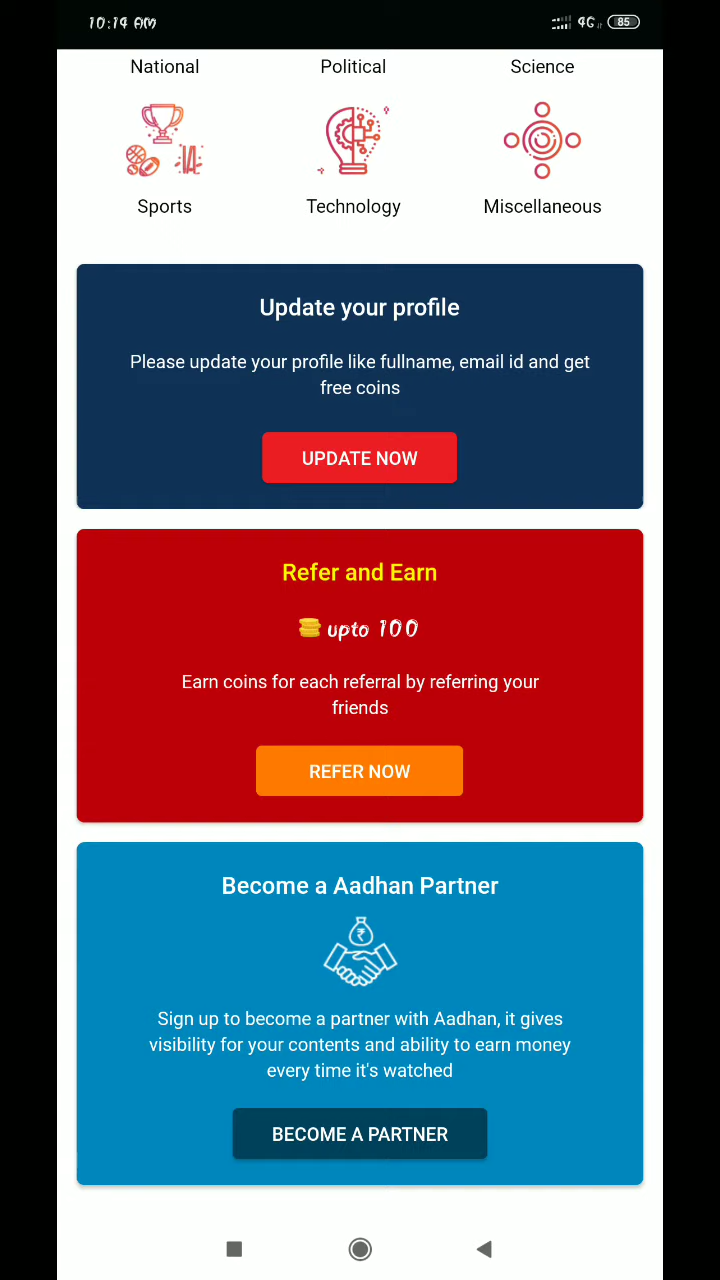 10:14 AM 4G 85
National Political Science
Sports Technology Miscellaneous
Update your profile
Please update your profile like fullname, email id and get
free coins
UPDATE NOW
Refer and Earn
upto 100
Earn coins for each referral by referring your
friends
REFER NOW
Become a Aadhan Partner
₹
Sign up to become a partner with Aadhan, it gives
visibility for your contents and ability to earn money
every time it's watched
BECOME A PARTNER